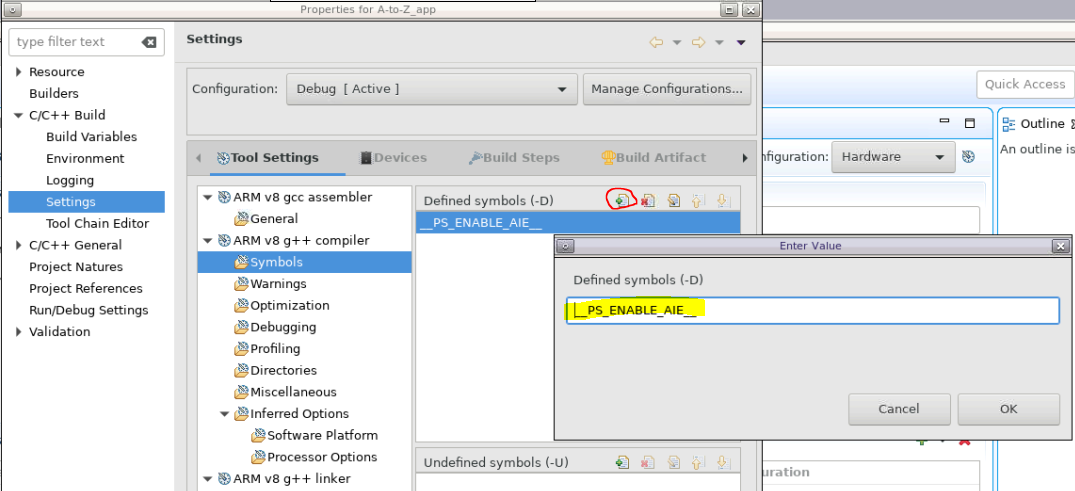 Properties for A-to-Z_app
type filter text
Settings
Quick Access
Resource
Builders
C/C++ Build
Build Variables
Environment
Logging
Settings
Tool Chain Editor
C/C++ General
Project Natures
Project References
Run/Debug Settings
Validation
Configuration:
Debug [ Active ]
Manage Configurations...
Tool Settings
Devices
Build Steps
Build Artifact
ARM v8 gcc assembler
General
ARM v8 g++ compiler
Symbols
Warnings
Optimization
Debugging
Profiling
Directories
Miscellaneous
Inferred Options
Software Platform
Processor Options
ARM v8 g++ linker
Defined symbols (-D)
__PS_ENABLE_AIE__
Undefined symbols (-U)
Enter Value
Defined symbols (-D)
__PS_ENABLE_AIE__
Cancel
OK
Outline
An outline is
nfiguration:
Hardware
uration